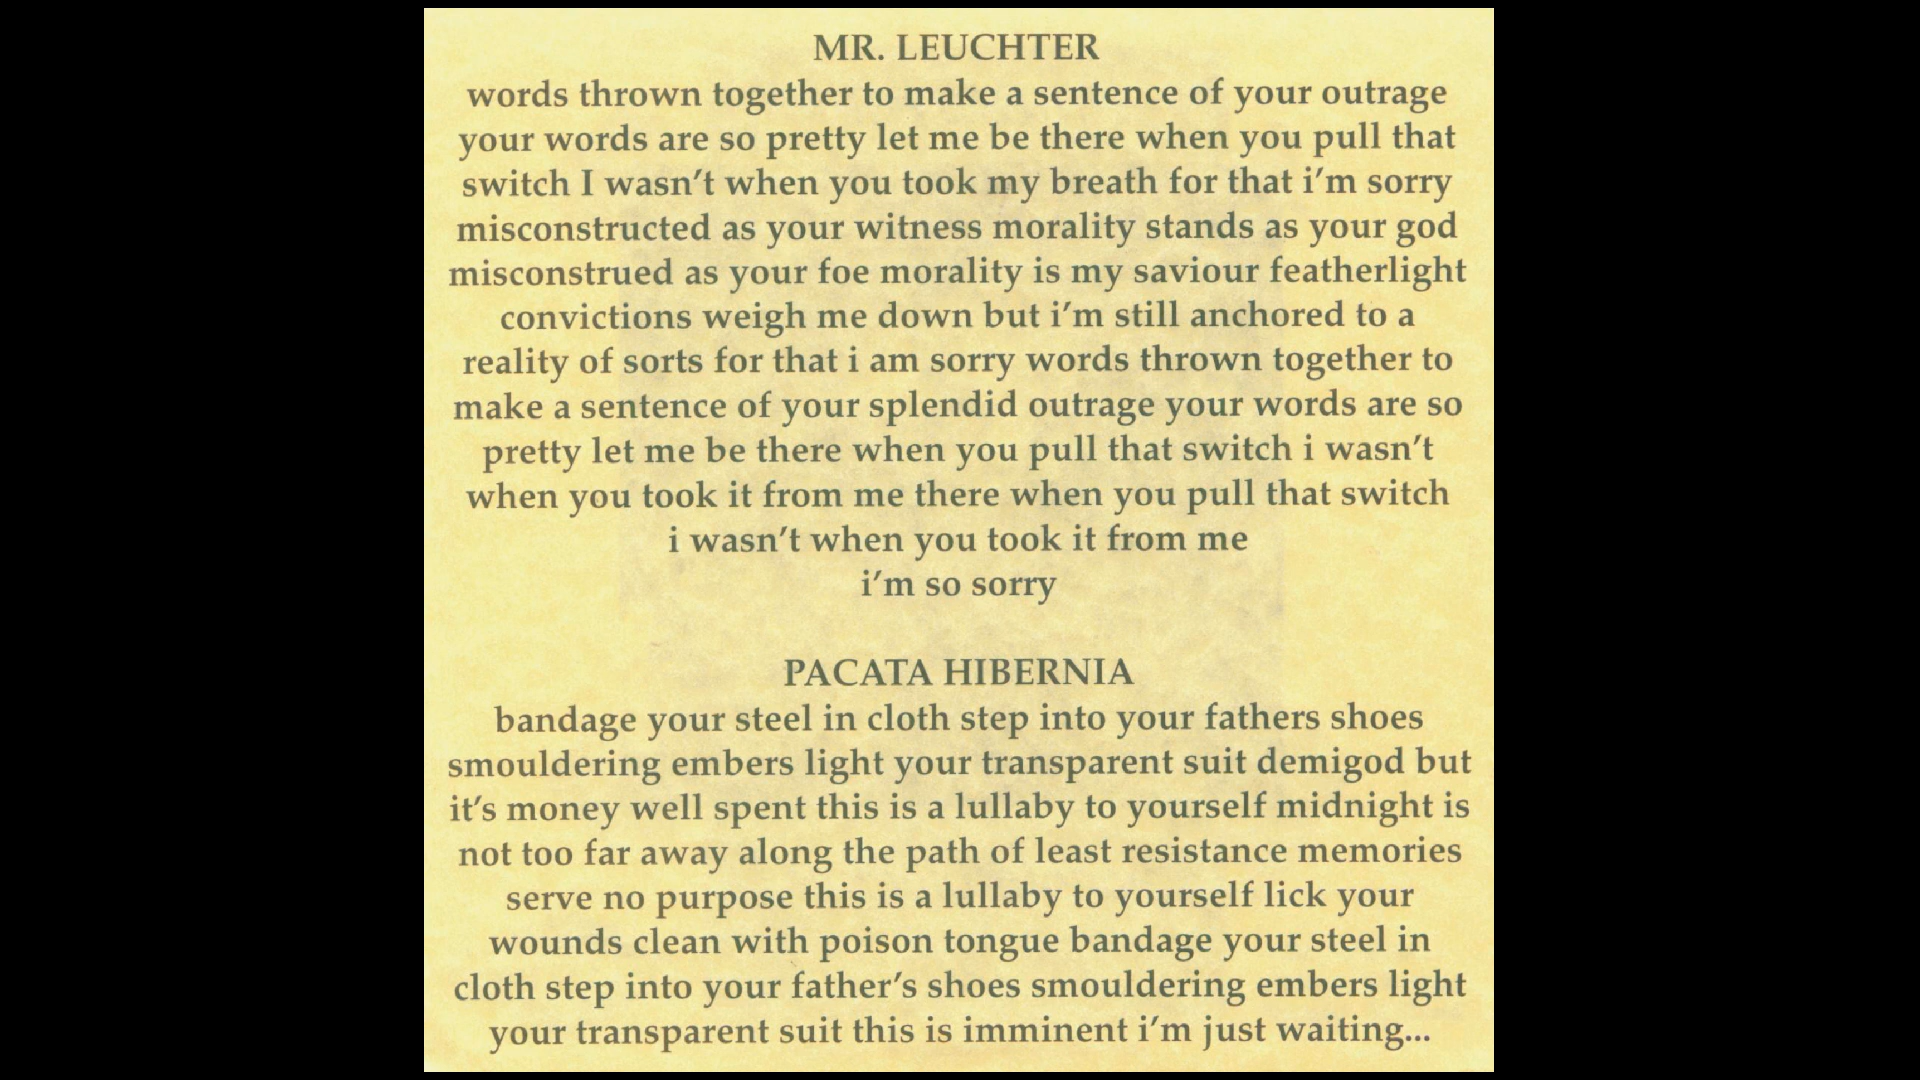 MR. LEUCHTER
words thrown together to make a sentence of your outrage
your words are so pretty let me be there when you pull that
switch I wasn't when you took my breath for that i'm sorry
misconstructed as your witness morality stands as your god
misconstrued as your foe morality is my saviour featherlight
convictions weigh me down but i'm still anchored to a
reality of sorts for that i am sorry words thrown together to
make a sentence of your splendid outrage your words are so
pretty let me be there when you pull that switch i wasn't
when you took it from me there when you pull that switch
i wasn't when you took it from me
i'm so sorry
PACATA HIBERNIA
bandage your steel in cloth step into your fathers shoes
smouldering embers light your transparent suit demigod but
it's money well spent this is a lullaby to yourself midnight is
not too far away along the path of least resistance memories
serve no purpose this is a lullaby to yourself lick your
wounds clean with poison tongue bandage your steel in
cloth step into your father's shoes smouldering embers light
your transparent suit this is imminent i'm just waiting...